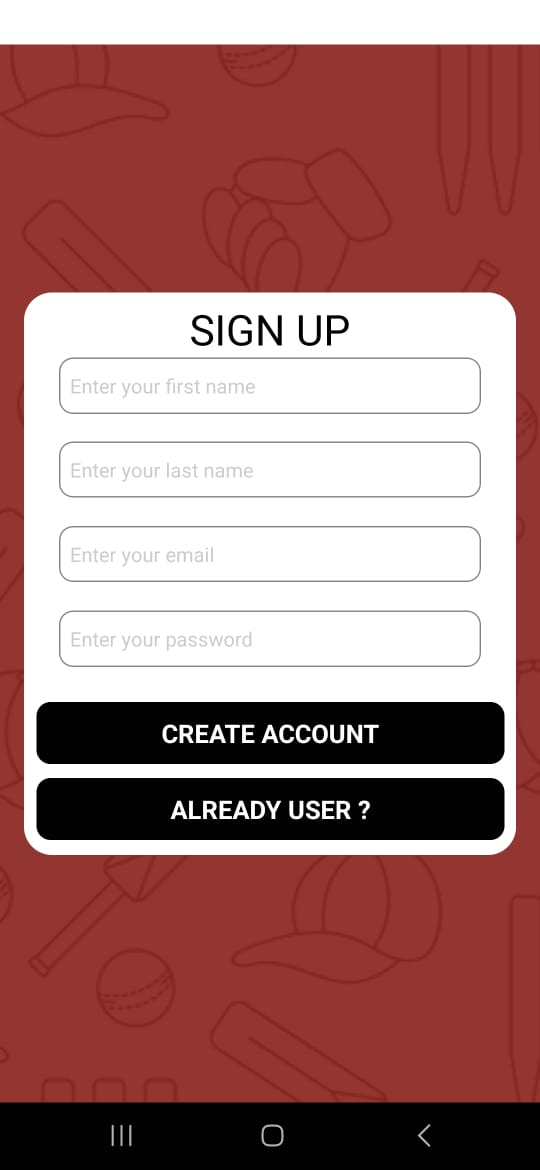 SIGN UP
Enter your first name
Enter your last name
Enter your email
Enter your password
CREATE ACCOUNT
ALREADY USER ?